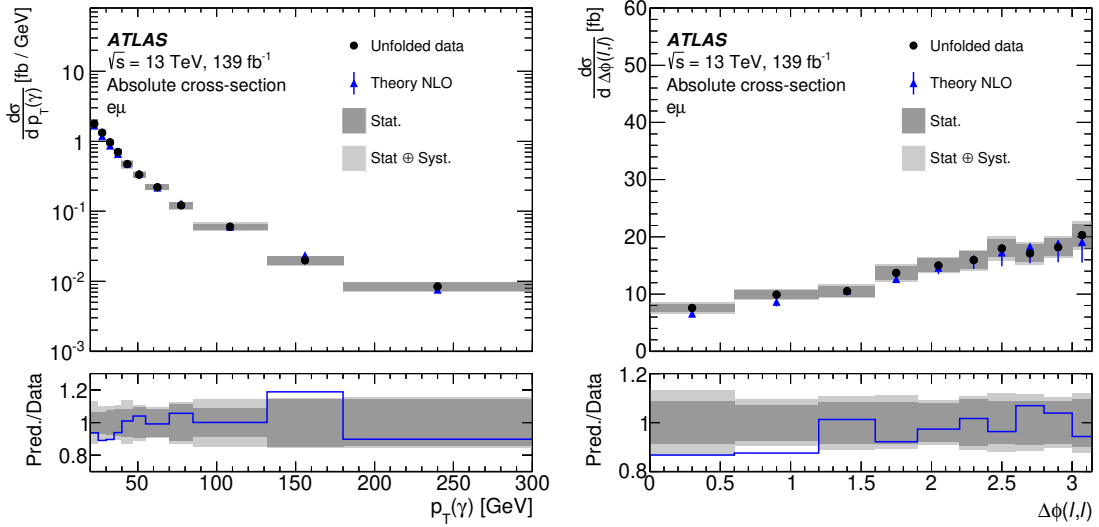 dσ
d p_T(γ) [fb / GeV]
ATLAS
√s = 13 TeV, 139 fb⁻¹
Absolute cross-section
eμ
Unfolded data
Theory NLO
Stat.
Stat ⊕ Syst.
10
1
10⁻¹
10⁻²
10⁻³
Pred./Data
1.2
1
0.8
50 100 150 200 250 300
p_T(γ) [GeV]
dσ
d Δϕ(l,l) [fb]
ATLAS
√s = 13 TeV, 139 fb⁻¹
Absolute cross-section
eμ
Unfolded data
Theory NLO
Stat.
Stat ⊕ Syst.
60
50
40
30
20
10
0
Pred./Data
1.2
1
0.8
0 0.5 1 1.5 2 2.5 3
Δϕ(l,l)